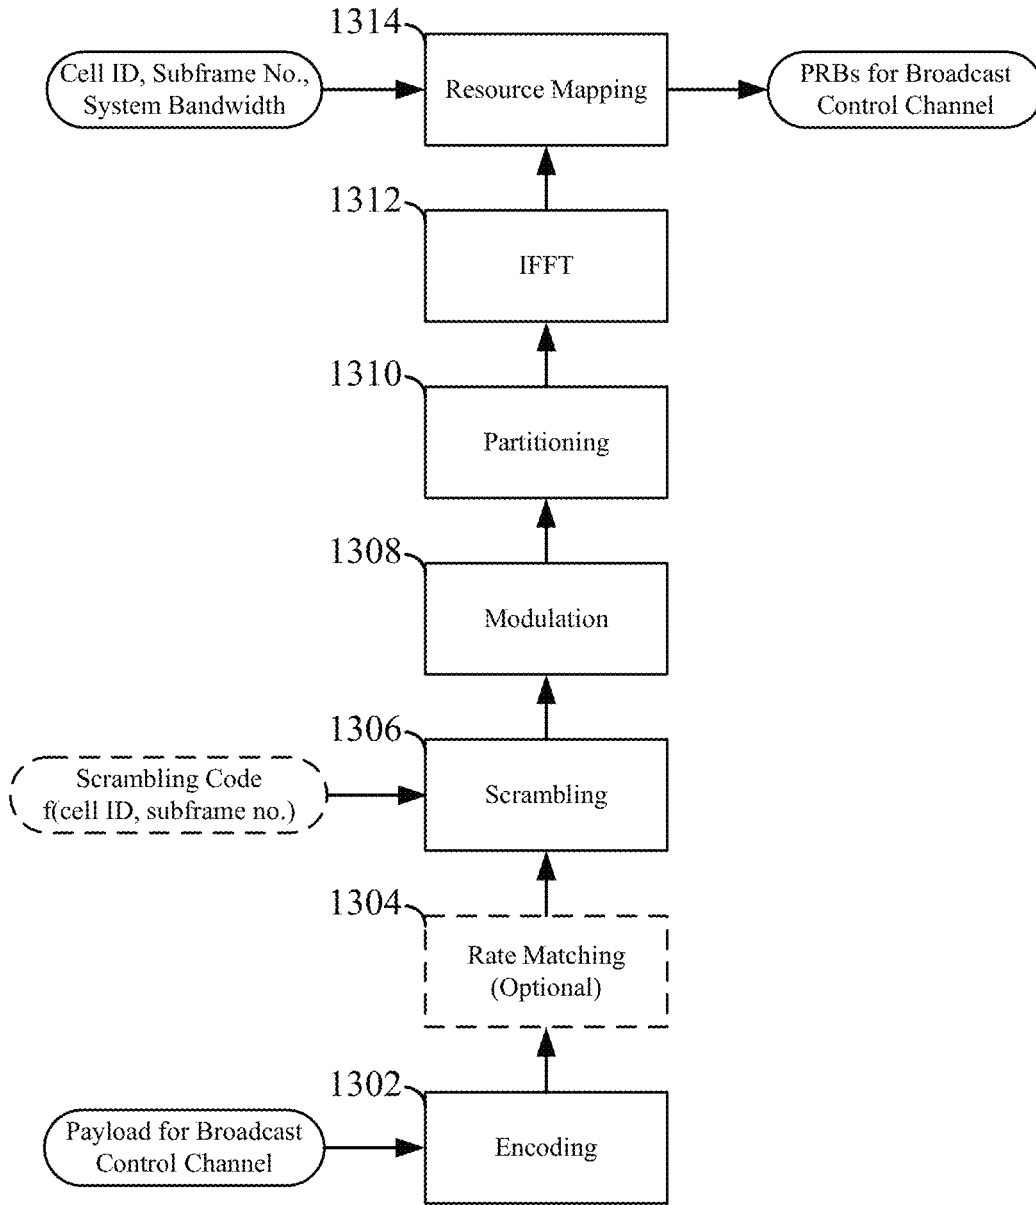 1314
Cell ID, Subframe No.,
System Bandwidth
Resource Mapping
PRBs for Broadcast
Control Channel
1312
IFFT
1310
Partitioning
1308
Modulation
1306
Scrambling Code
f(cell ID, subframe no.)
Scrambling
1304
Rate Matching
(Optional)
1302
Payload for Broadcast
Control Channel
Encoding